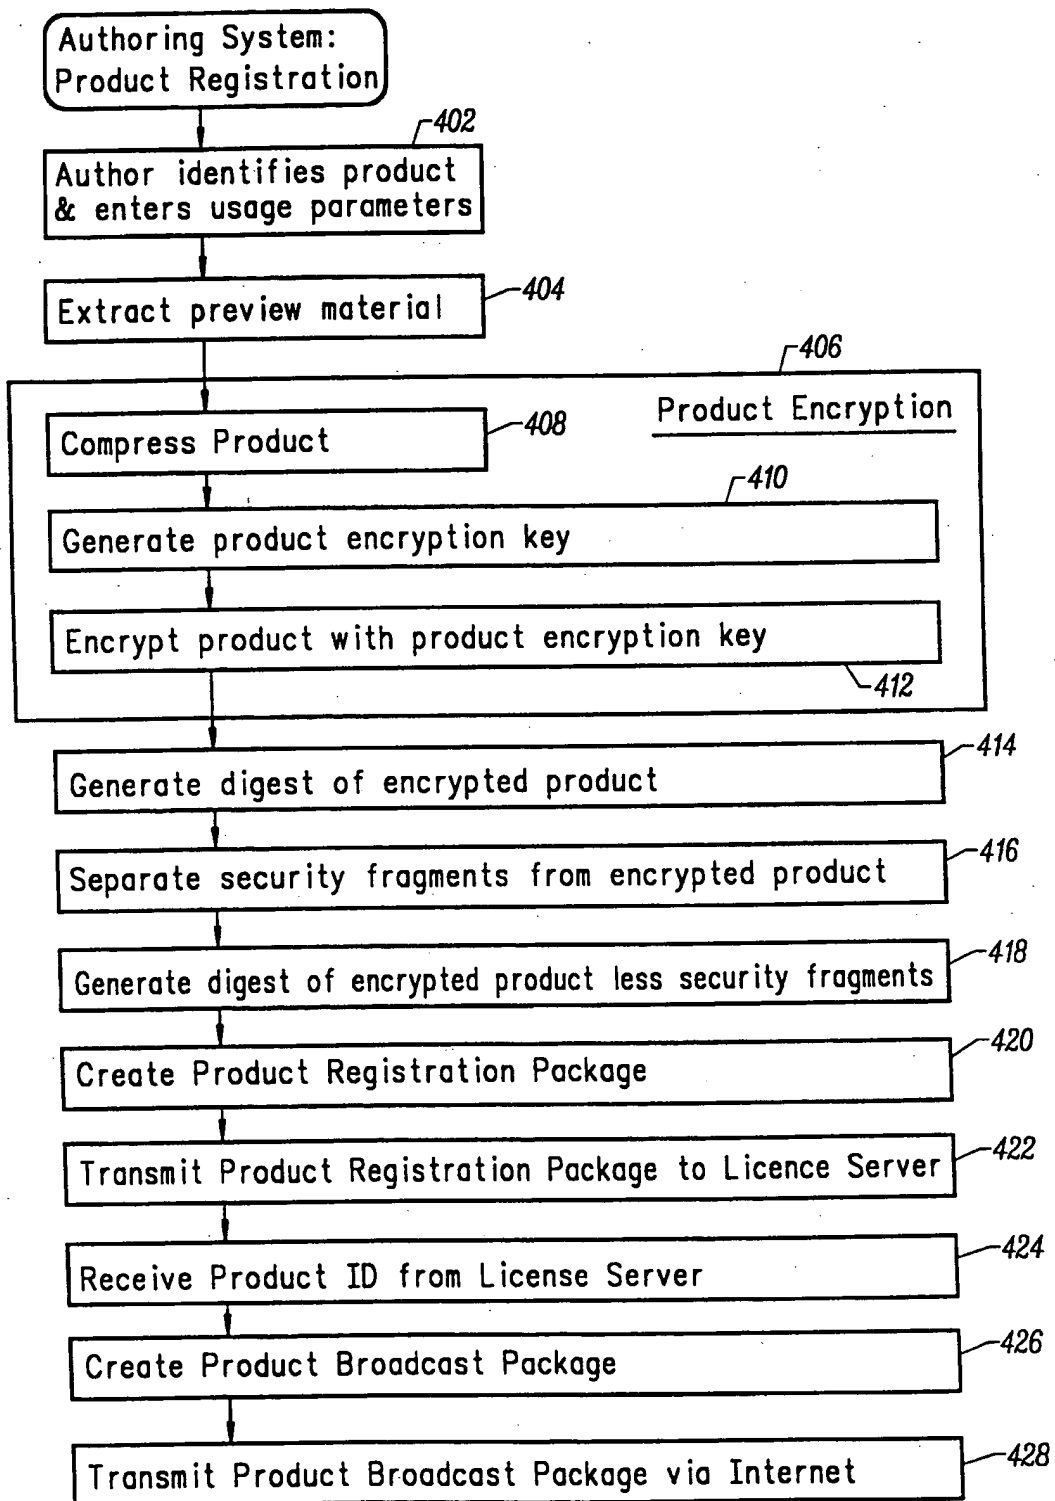 Authoring System:
Product Registration
402
Author identifies product
& enters usage parameters
Extract preview material
404
406
Product Encryption
Compress Product
408
410
Generate product encryption key
Encrypt product with product encryption key
412
414
Generate digest of encrypted product
416
Separate security fragments from encrypted product
418
Generate digest of encrypted product less security fragments
420
Create Product Registration Package
Transmit Product Registration Package to Licence Server
422
424
Receive Product ID from License Server
426
Create Product Broadcast Package
Transmit Product Broadcast Package via Internet
428